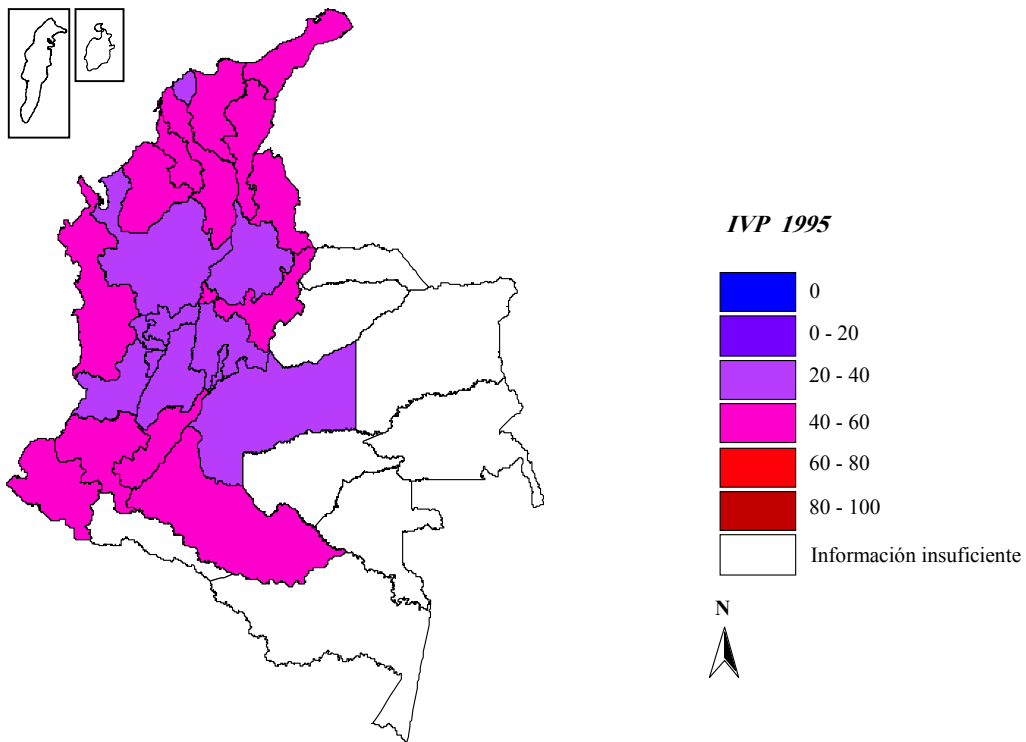 IVP 1995
0
0 - 20
20 - 40
40 - 60
60 - 80
80 - 100
Información insuficiente
N